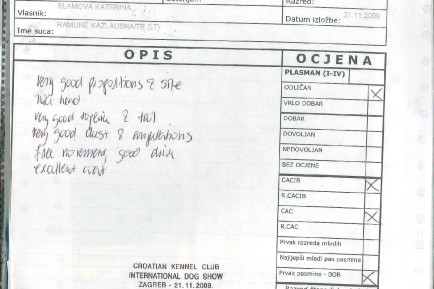 Vlasnik: SLAMOVA KATERINA
Razred:
Datum izložbe: 21.11.2009
Ime suca: RAMUNE KAZLAUSKAITE (LT)
OPIS
very good proportions & size
nice head
very good topline & tail
very good chest & angulations
free movement, good drive
excellent coat
CROATIAN KENNEL CLUB
INTERNATIONAL DOG SHOW
ZAGREB - 21.11.2009.
OCJENA
PLASMAN (I-IV)
ODLIČAN X
VRLO DOBAR
DOBAR
DOVOLJAN
NEDOVOLJAN
BEZ OCJENE
CACIB X
R.CACIB
CAC X
R.CAC
Prvak razreda mladih
Najljepši mladi pas pasmine
Prvak pasmine - BOB X